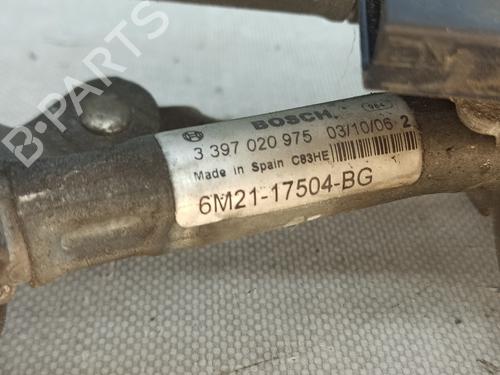 B-PARTS
BOSCH
3 397 020 975 03/10/06 2
Made in Spain C83HE
6M21-17504-BG